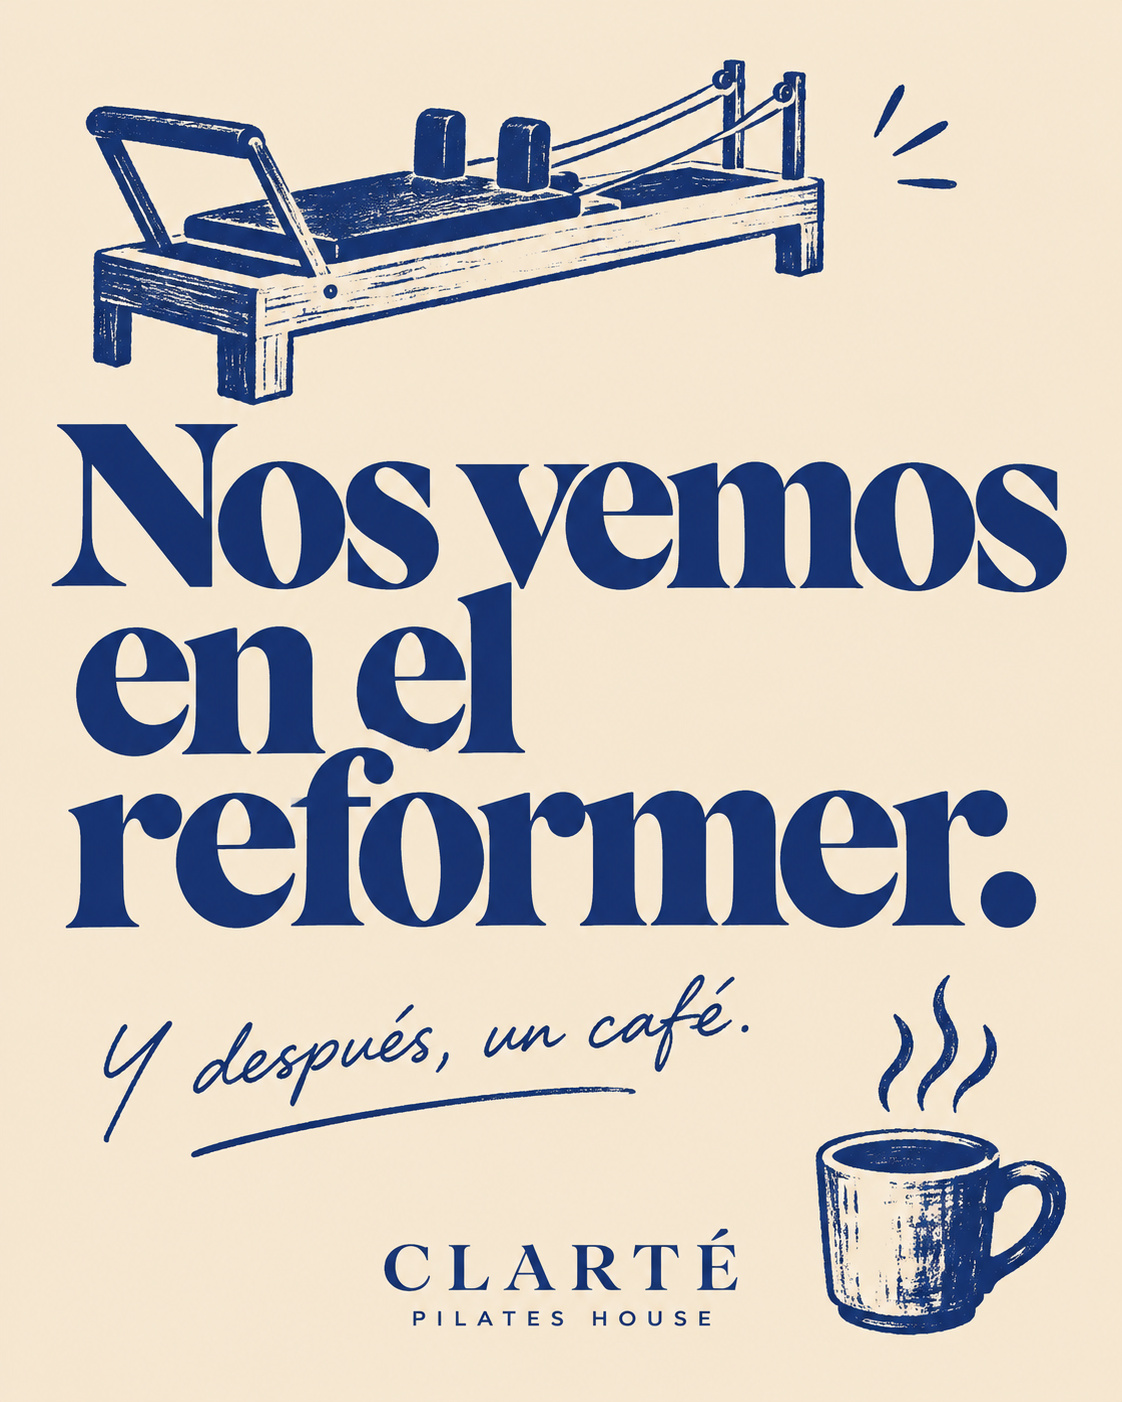 Nos vemos
en el
reformer.
Y después, un café.
CLARTÉ
PILATES HOUSE